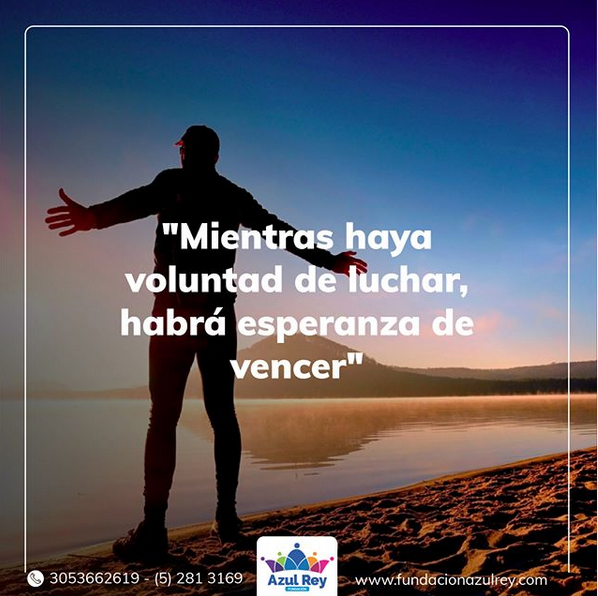 "Mientras haya
voluntad de luchar,
habrá esperanza de
vencer"
3053662619 - (5) 281 3169
Azul Rey
FUNDACIÓN
www.fundacionazulrey.com